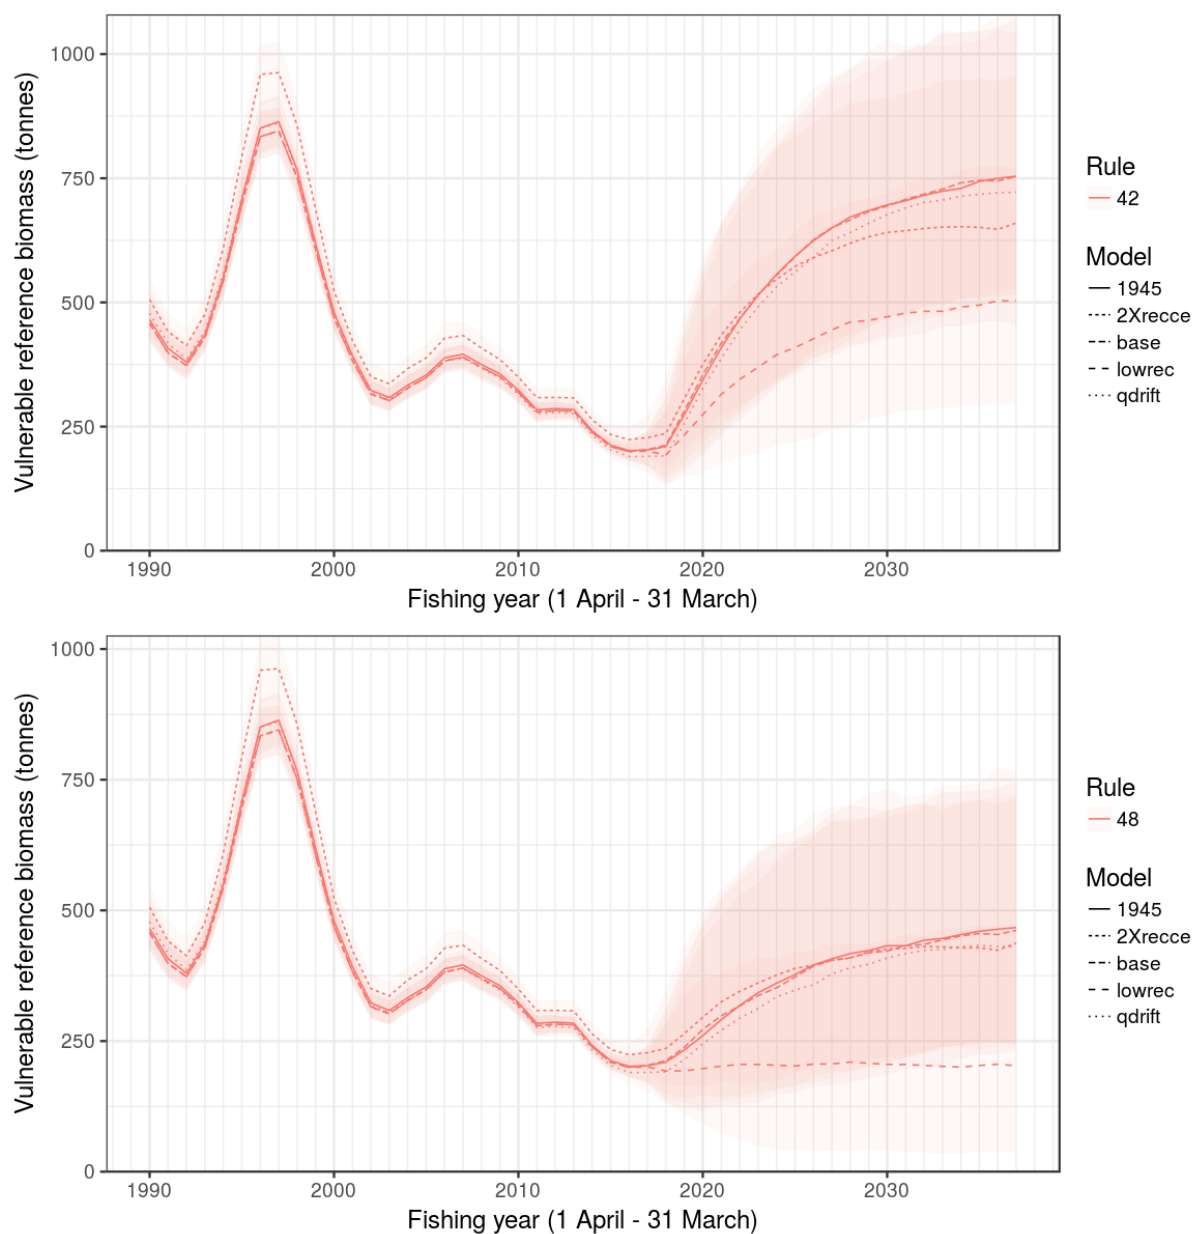 Vulnerable reference biomass (tonnes)
1000
750
500
250
0
1990
2000
2010
2020
2030
Fishing year (1 April - 31 March)
Rule
42
Model
1945
2Xrecce
base
lowrec
qdrift
Vulnerable reference biomass (tonnes)
1000
750
500
250
0
1990
2000
2010
2020
2030
Fishing year (1 April - 31 March)
Rule
48
Model
1945
2Xrecce
base
lowrec
qdrift